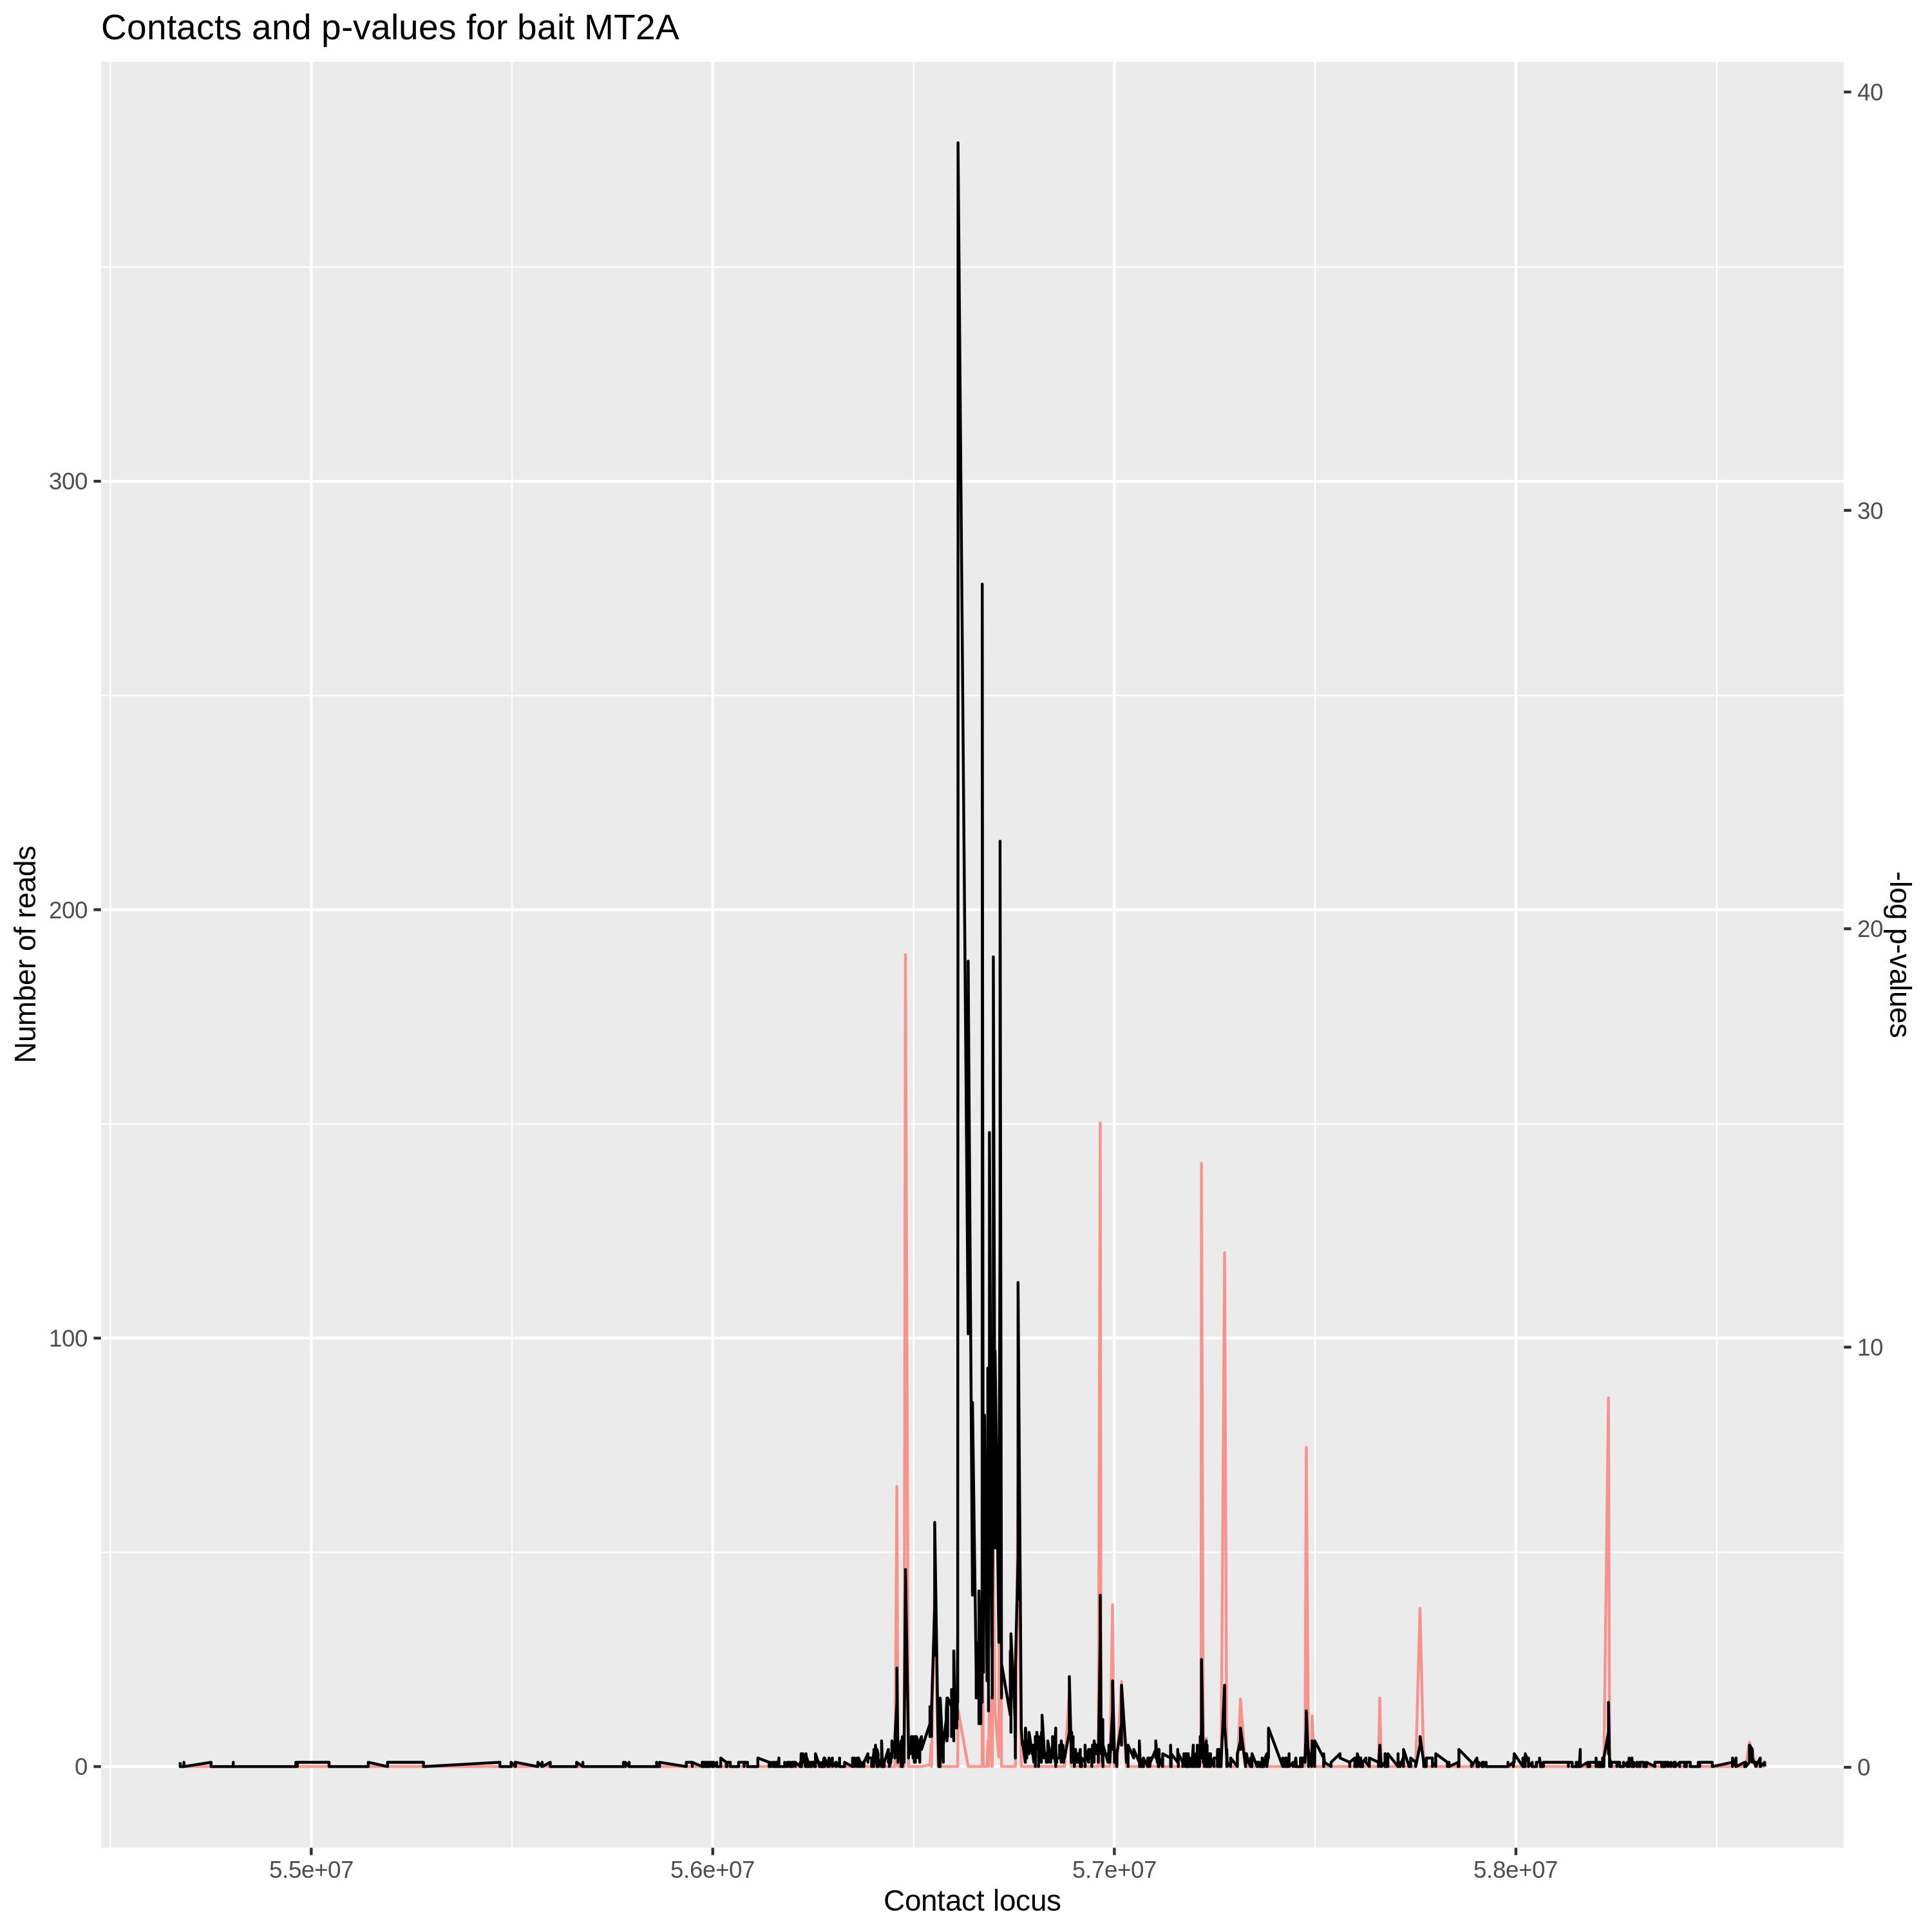 Contacts and p-values for bait MT2A
40
300
30
Number of reads
-log p-values
200
20
100
10
0
0
5.5e+07
5.6e+07
5.7e+07
5.8e+07
Contact locus